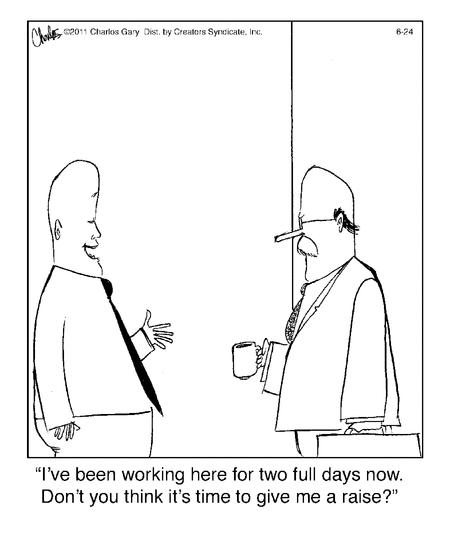 Charles ©2011 Charlos Gary Dist. by Creators Syndicate, Inc. 6-24
“I’ve been working here for two full days now.
Don’t you think it’s time to give me a raise?”